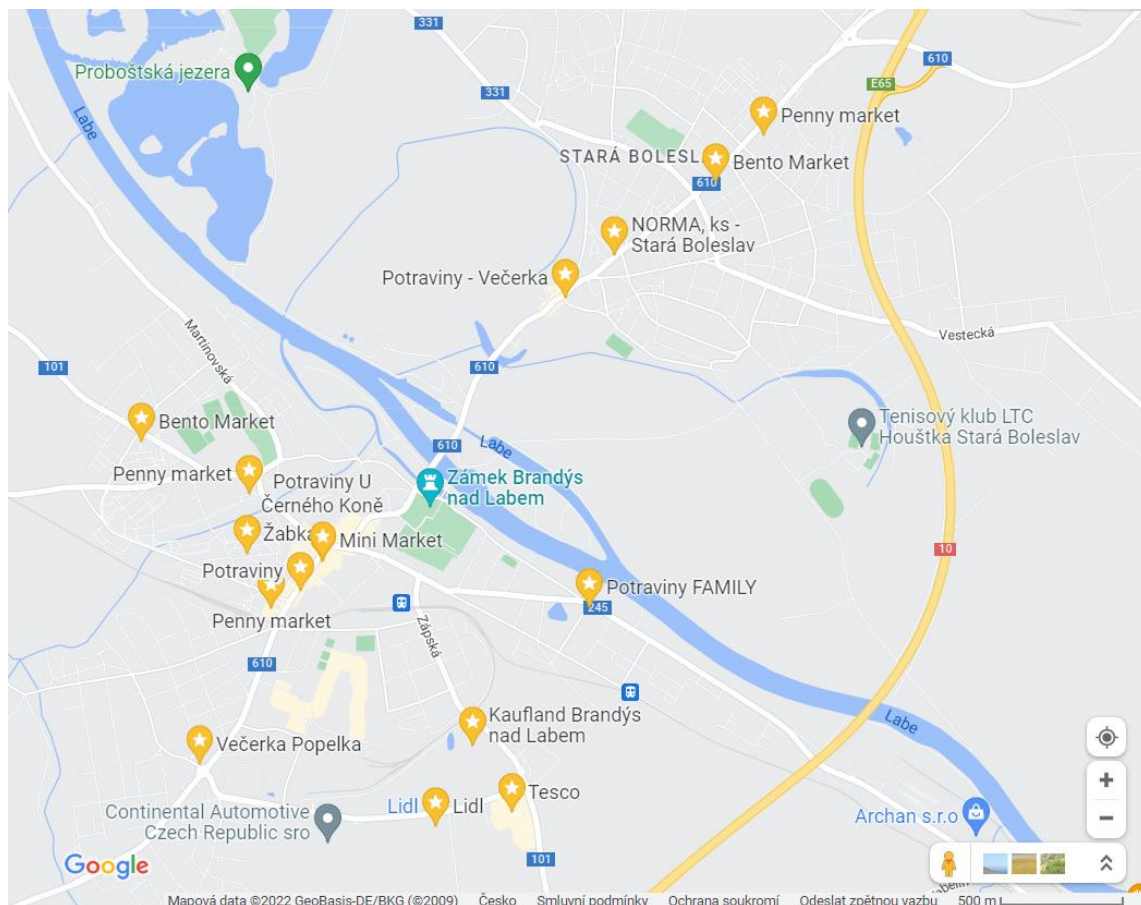 331
610
Proboštská jezera
E65
331
Labe
Penny market
STARÁ BOLESL
Bento Market
610
NORMA, ks -
Stará Boleslav
Potraviny - Večerka
Martinovská
Vestecká
610
101
Bento Market
Tenisový klub LTC
Houštka Stará Boleslav
610
Labe
Penny market
Potraviny U
Černého Koně
Zámek Brandýs
nad Labem
Žabka
Mini Market
10
Potraviny
Potraviny FAMILY
245
Penny market
Zápská
610
Kaufland Brandýs
nad Labem
Labe
Večerka Popelka
Tesco
Continental Automotive
Czech Republic sro
Lidl
Lidl
Archan s.r.o
101
Google
Mapová data ©2022 GeoBasis-DE/BKG (©2009) Česko Smluvní podmínky Ochrana soukromí Odeslat zpětnou vazbu 500 m